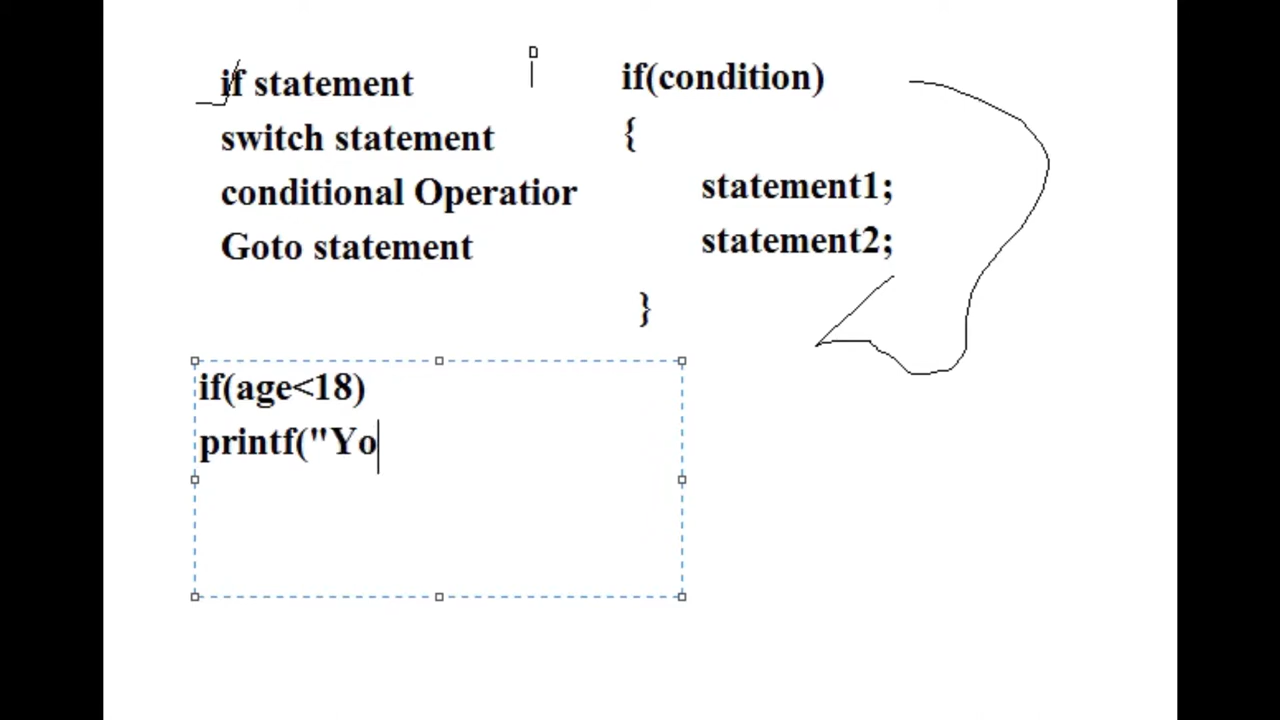 if statement
switch statement
conditional Operatior
Goto statement
if(condition)
{
statement1;
statement2;
}
if(age<18)
printf("Yo